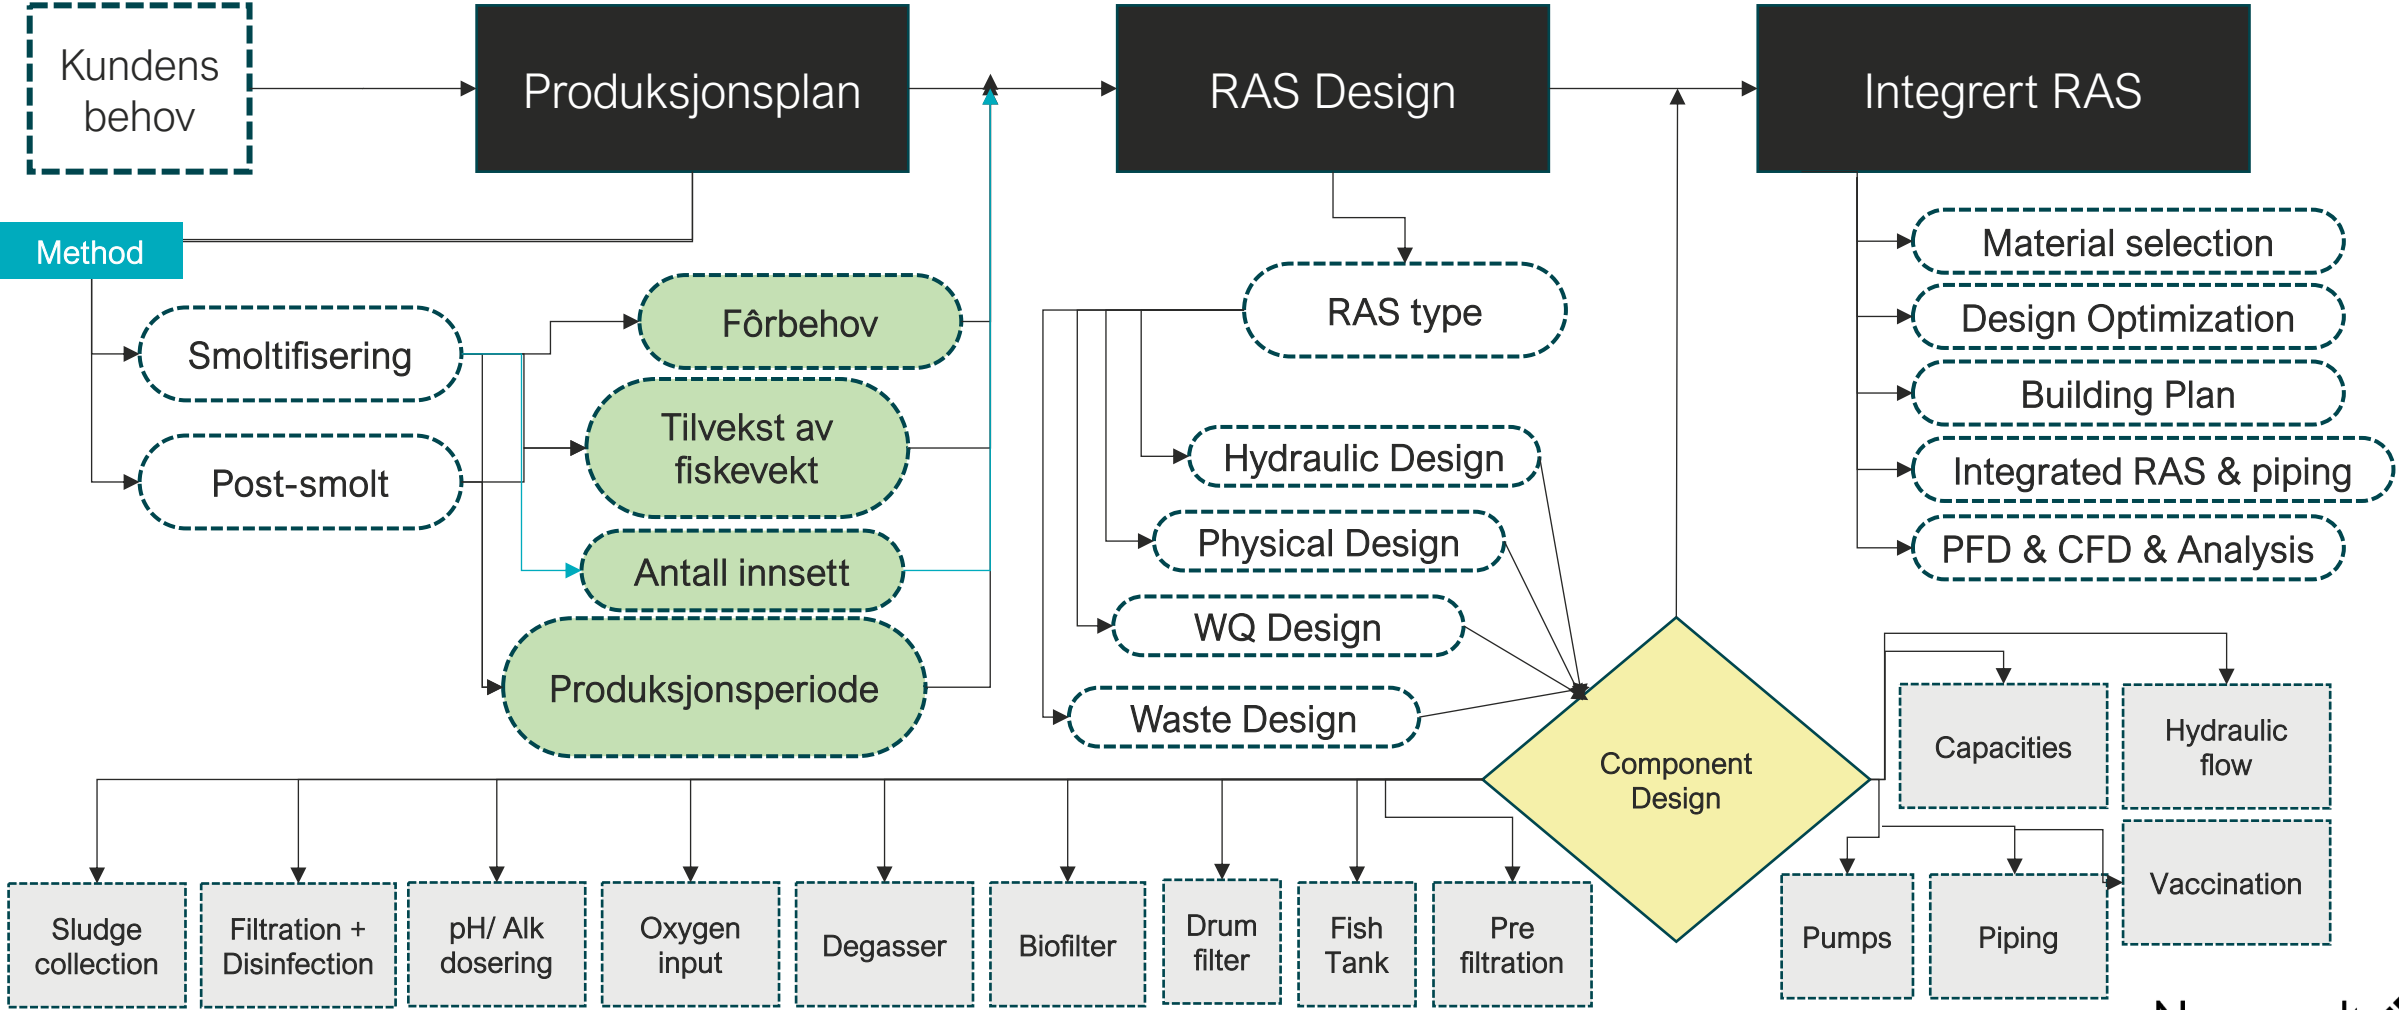 Kundens
behov
Produksjonsplan
RAS Design
Integrert RAS
Method
Smoltifisering
Post-smolt
Fôrbehov
Tilvekst av
fiskevekt
Antall innsett
Produksjonsperiode
RAS type
Hydraulic Design
Physical Design
WQ Design
Waste Design
Material selection
Design Optimization
Building Plan
Integrated RAS & piping
PFD & CFD & Analysis
Component
Design
Capacities
Hydraulic
flow
Vaccination
Pumps
Piping
Sludge
collection
Filtration +
Disinfection
pH/ Alk
dosering
Oxygen
input
Degasser
Biofilter
Drum
filter
Fish
Tank
Pre
filtration